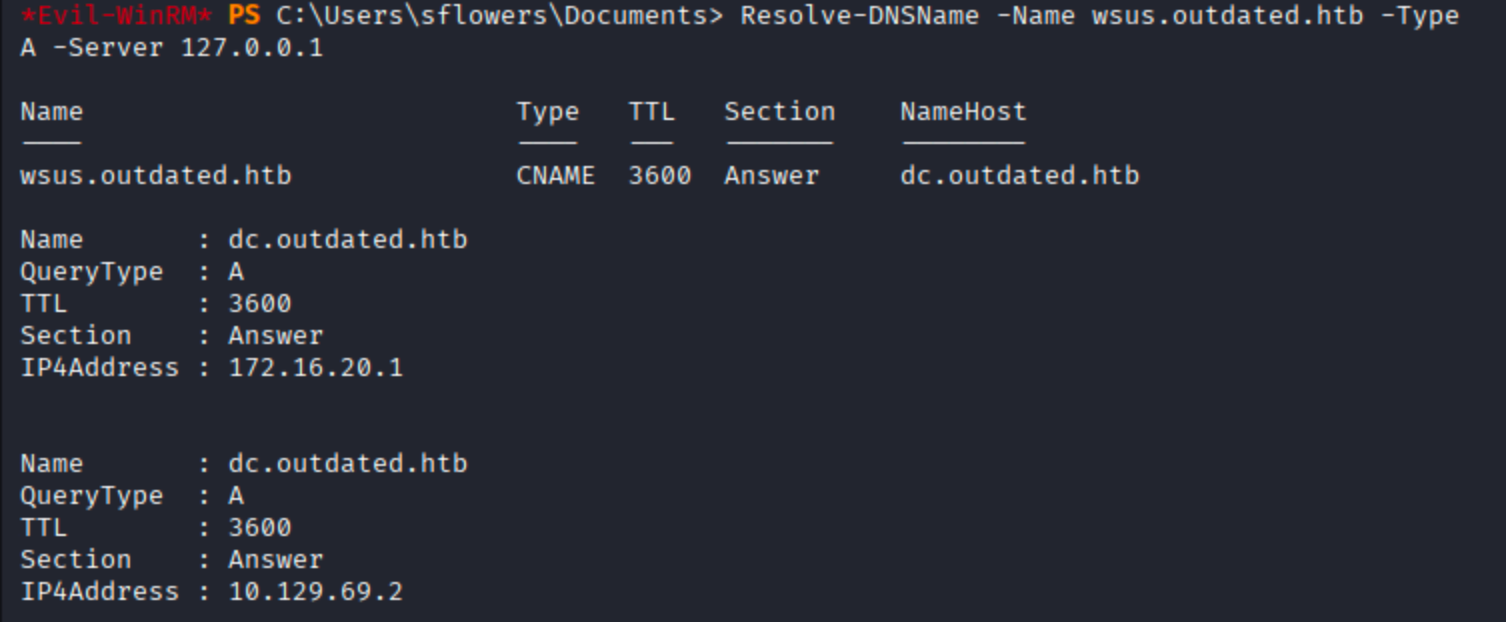 *Evil-WinRM* PS C:\Users\sflowers\Documents> Resolve-DNSName -Name wsus.outdated.htb -Type
A -Server 127.0.0.1
Name Type TTL Section NameHost
---- ---- --- ------- --------
wsus.outdated.htb CNAME 3600 Answer dc.outdated.htb
Name : dc.outdated.htb
QueryType : A
TTL : 3600
Section : Answer
IP4Address : 172.16.20.1
Name : dc.outdated.htb
QueryType : A
TTL : 3600
Section : Answer
IP4Address : 10.129.69.2